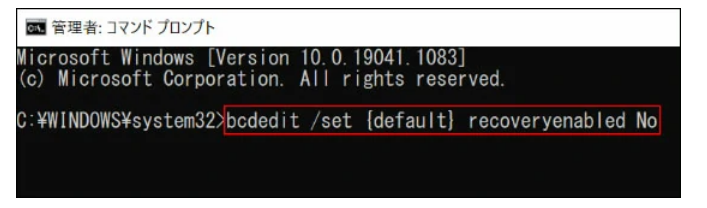 管理者: コマンド プロンプト
Microsoft Windows [Version 10.0.19041.1083]
(c) Microsoft Corporation. All rights reserved.
C:¥WINDOWS¥system32>bcdedit /set {default} recoveryenabled No